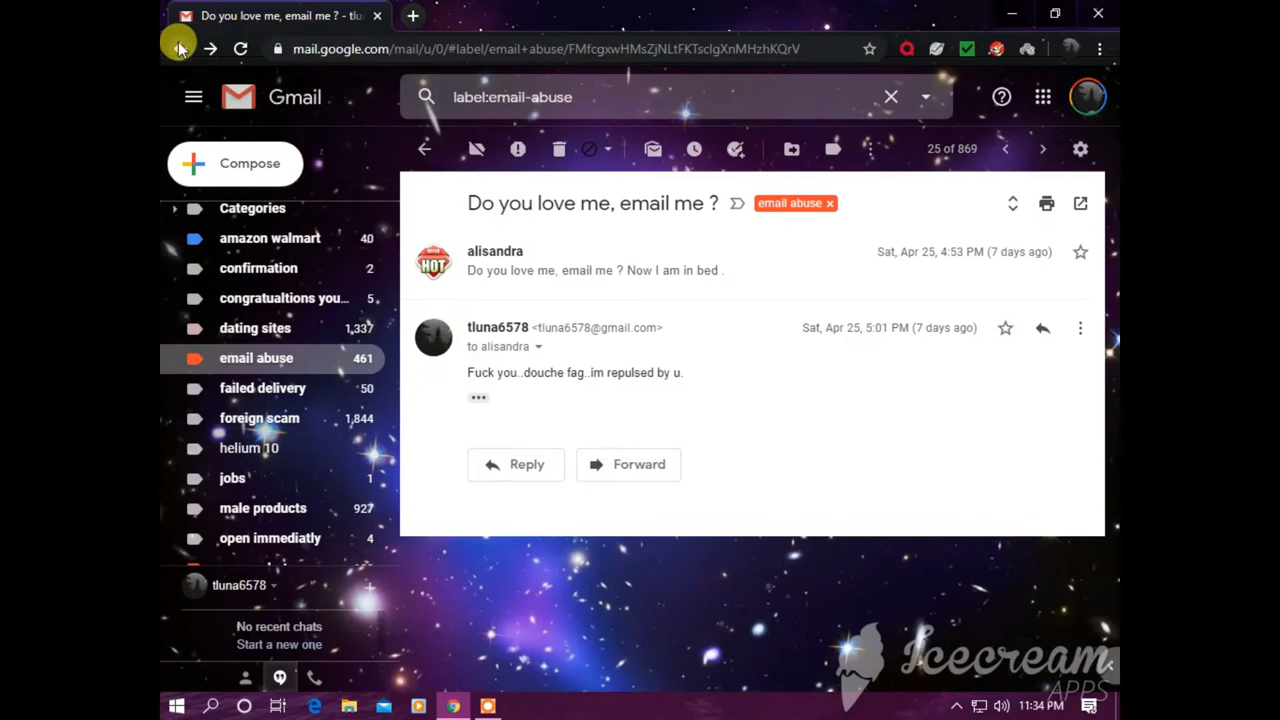 Do you love me, email me ? - tlu
mail.google.com/mail/u/0/#label/email+abuse/FMfcgxwHMsZjNLtFKTscIgXnMHzhKQrV
Gmail
label:email-abuse
Compose
25 of 869
Categories
amazon walmart 40
confirmation 2
congratualtions you... 5
dating sites 1,337
email abuse 461
failed delivery 50
foreign scam 1,844
helium 10
jobs 1
male products 927
open immediatly 4
tluna6578
No recent chats
Start a new one
Do you love me, email me ? email abuse x
HOT
alisandra Sat, Apr 25, 4:53 PM (7 days ago)
Do you love me, email me ? Now I am in bed .
tluna6578 <tluna6578@gmail.com> Sat, Apr 25, 5:01 PM (7 days ago)
to alisandra
Fuck you..douche fag..im repulsed by u.
Reply Forward
Icecream
APPS
11:34 PM